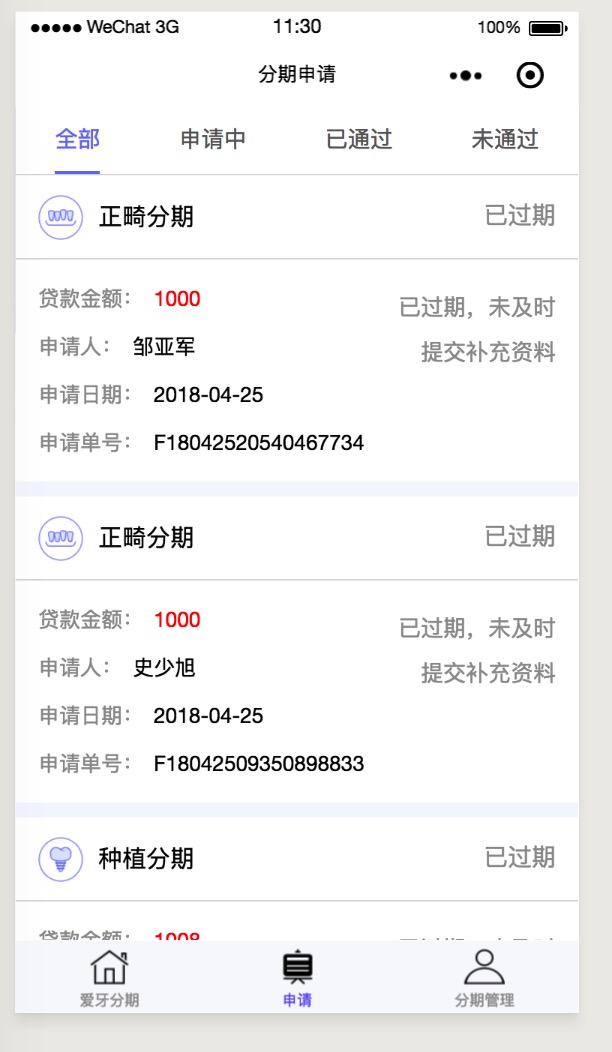 WeChat 3G 11:30 100%
分期申请
全部 申请中 已通过 未通过
正畸分期 已过期
贷款金额： 1000
已过期，未及时
提交补充资料
申请人： 邹亚军
申请日期： 2018-04-25
申请单号： F18042520540467734
正畸分期 已过期
贷款金额： 1000
已过期，未及时
提交补充资料
申请人： 史少旭
申请日期： 2018-04-25
申请单号： F18042509350898833
种植分期 已过期
贷款金额： 1008
爱牙分期 申请 分期管理